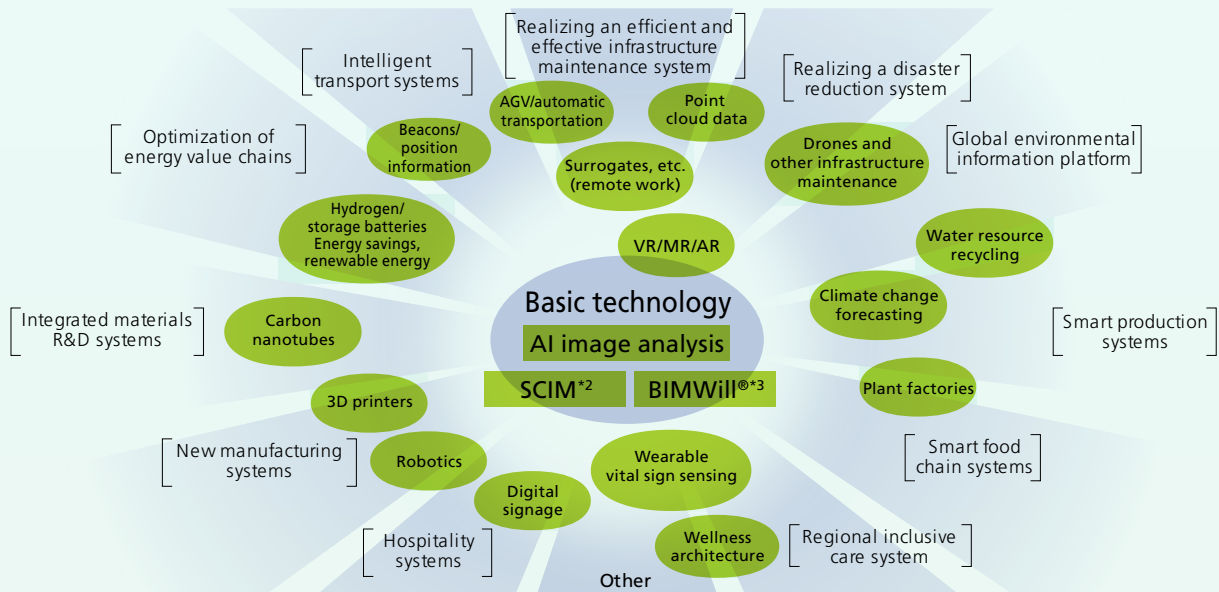 Realizing an efficient and
effective infrastructure
maintenance system
Intelligent
transport systems
Realizing a disaster
reduction system
AGV/automatic
transportation
Point
cloud data
Optimization of
energy value chains
Beacons/
position
information
Surrogates, etc.
(remote work)
Drones and
other infrastructure
maintenance
Global environmental
information platform
Hydrogen/
storage batteries
Energy savings,
renewable energy
VR/MR/AR
Water resource
recycling
Basic technology
AI image analysis
SCIM*2
BIMWill®*3
Climate change
forecasting
Integrated materials
R&D systems
Carbon
nanotubes
Smart production
systems
3D printers
Plant factories
New manufacturing
systems
Robotics
Digital
signage
Wearable
vital sign sensing
Smart food
chain systems
Hospitality
systems
Wellness
architecture
Regional inclusive
care system
Other